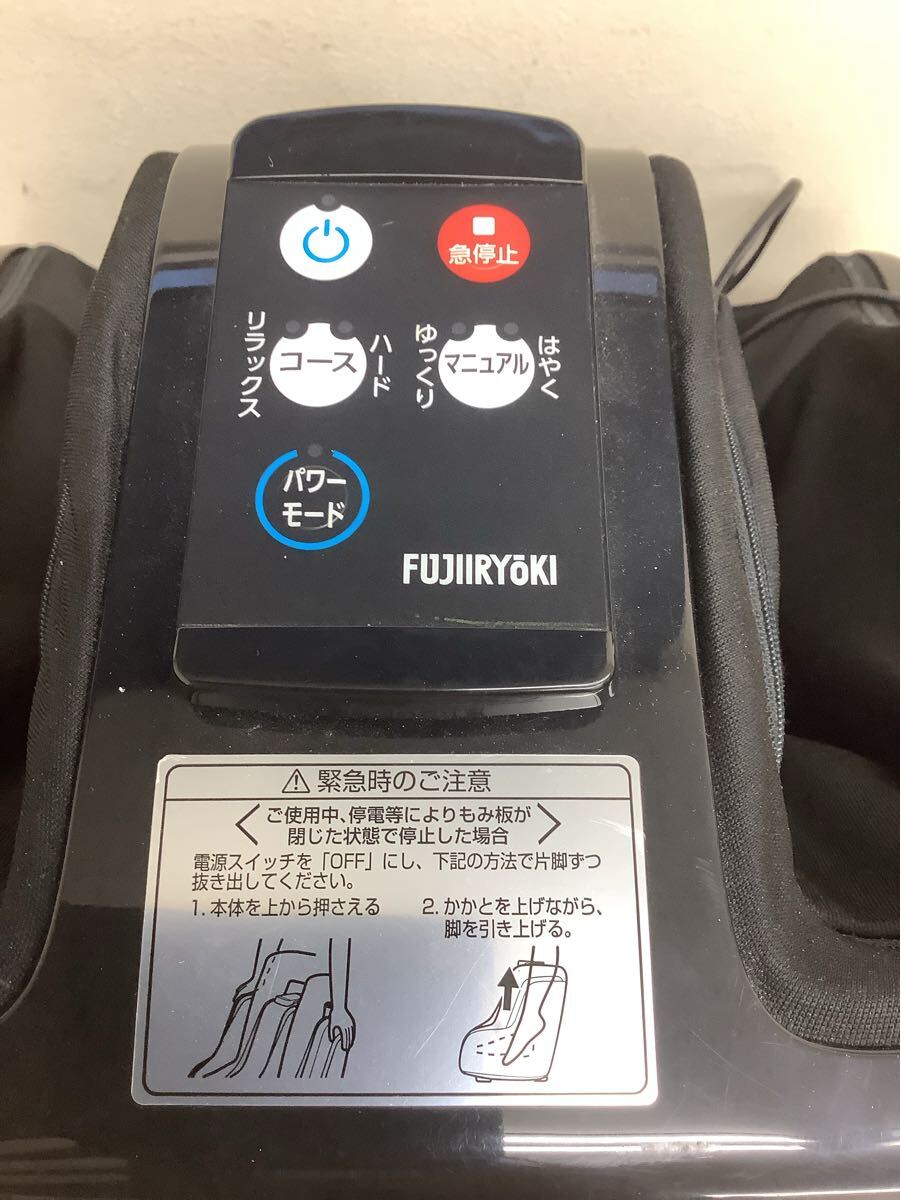 急停止
リラックス
コース
ハード
ゆっくり
マニュアル
はやく
パワー
モード
FUJIIRYōKI
⚠緊急時のご注意
ご使用中、停電等によりもみ板が
閉じた状態で停止した場合
電源スイッチを「OFF」にし、下記の方法で片脚ずつ
抜き出してください。
1. 本体を上から押さえる
2. かかとを上げながら、
脚を引き上げる。